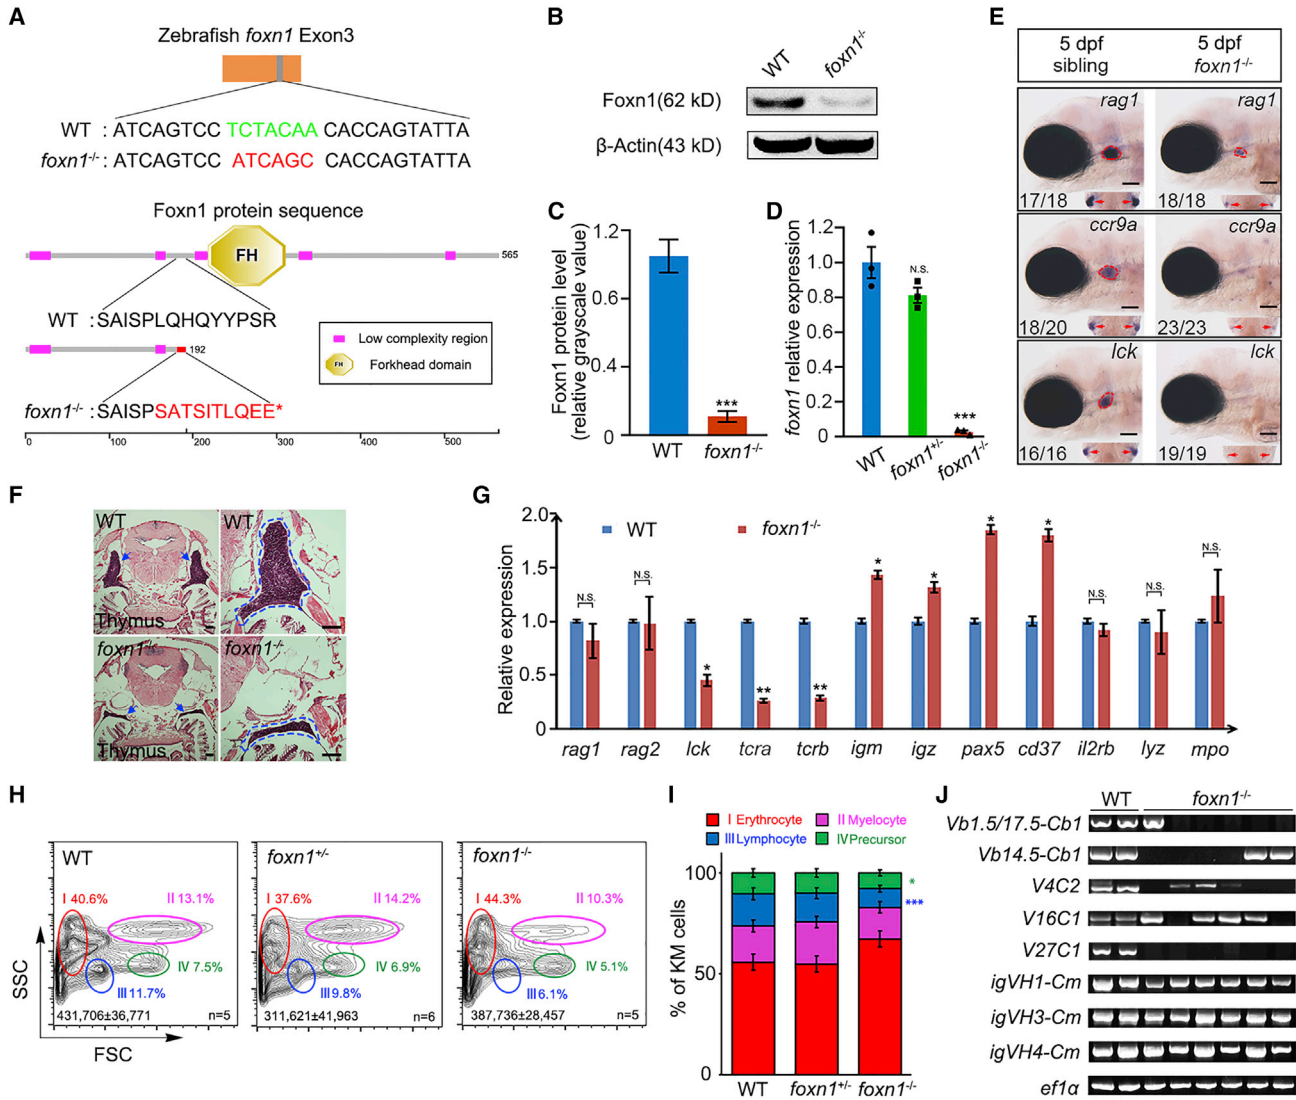 A
Zebrafish foxn1 Exon3
WT : ATCAGTCC TCTACAA CACCAGTATTA
foxn1-/-: ATCAGTCC ATCAGC CACCAGTATTA
Foxn1 protein sequence
FH
565
WT :SAISPLQHQYYPSR
192
Low complexity region
FH Forkhead domain
foxn1-/-:SAISPSATSITLQEE*
0 100 200 300 400 500
B
WT foxn1-/-
Foxn1(62 kD)
β-Actin(43 kD)
C
Foxn1 protein level
(relative grayscale value)
1.2
0.6
0.4
0
***
WT foxn1-/-
D
foxn1 relative expression
1.2
1.0
0.8
0.6
0.4
0.2
0
N.S.
***
WT foxn1+/- foxn1-/-
E
5 dpf sibling
5 dpf foxn1-/-
rag1 rag1
17/18 18/18
ccr9a ccr9a
18/20 23/23
lck lck
16/16 19/19
F
WT WT
Thymus
foxn1-/- foxn1-/-
Thymus
G
WT foxn1-/-
Relative expression
2.0
1.5
1.0
0.5
0
N.S. N.S. * ** ** * * * * N.S. N.S. N.S.
rag1 rag2 lck tcra tcrb igm igz pax5 cd37 il2rb lyz mpo
H
WT
I 40.6% II 13.1%
IV 7.5%
III 11.7%
431,706±36,771 n=5
foxn1+/-
I 37.6%
II 14.2%
IV 6.9%
III 9.8%
311,621±41,963 n=6
foxn1-/-
I 44.3%
II 10.3%
IV 5.1%
III 6.1%
387,736±28,457 n=5
SSC
FSC
I
I Erythrocyte II Myelocyte
III Lymphocyte IV Precursor
% of KM cells
100
50
0
*
***
WT foxn1+/- foxn1-/-
J
WT foxn1-/-
Vb1.5/17.5-Cb1
Vb14.5-Cb1
V4C2
V16C1
V27C1
igVH1-Cm
igVH3-Cm
igVH4-Cm
ef1α